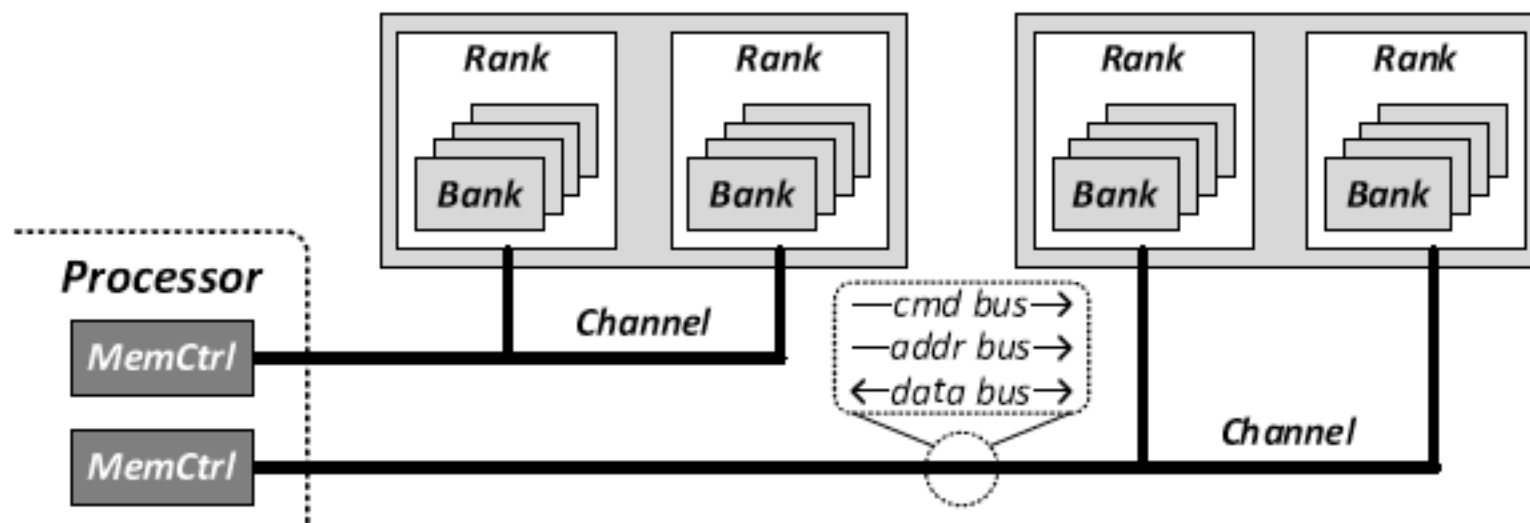 Rank
Rank
Rank
Rank
Bank
Bank
Bank
Bank
Processor
Channel
cmd bus
addr bus
data bus
MemCtrl
Channel
MemCtrl